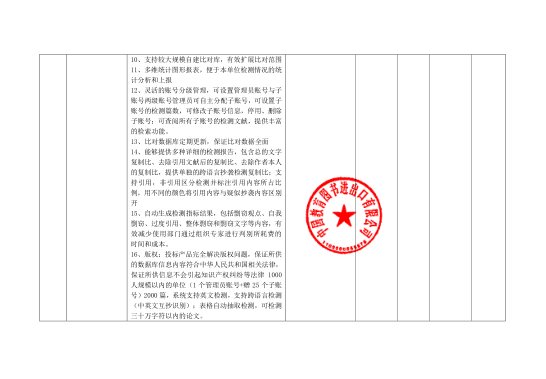 10、支持较大规模自建比对库，有效扩展比对范围
11、多维统计图形报表，便于本单位检测情况的统
计分析和上报
12、灵活的账号分级管理，可设置管理员账号与子
账号两级账号管理员可自主分配子账号，可设置子
账号的检测篇数，可修改子账号信息，停用、删除
子账号；可查阅所有子账号的检测文献，提供丰富
的检索功能。
13、比对数据库定期更新，保证比对数据全面
14、能够提供多种详细的检测报告，包含总的文字
复制比、去除引用文献后的复制比、去除作者本人
的复制比，提供单独的跨语言抄袭检测复制比；支
持引用，非引用区分检测并标注引用内容所占比
例，用不同的颜色将引用内容与疑似抄袭内容区别
开
15、自动生成检测指标结果，包括剽窃观点、自我
剽窃、过度引用、整体剽窃和剽窃文字等内容，有
效减少使用部门通过组织专家进行判别所耗费的
时间和成本。
16、版权：投标产品完全解决版权问题，保证所供
的数据库信息内容符合中华人民共和国相关法律，
保证所供信息不会引起知识产权纠纷等法律 1000
人规模以内的单位（1 个管理员账号+赠 25 个子账
号）2000 篇，系统支持英文检测，支持跨语言检测
（中英文互抄识别）；表格自动抽取检测，可检测
三十万字符以内的论文。
中国教育图书进出口有限公司